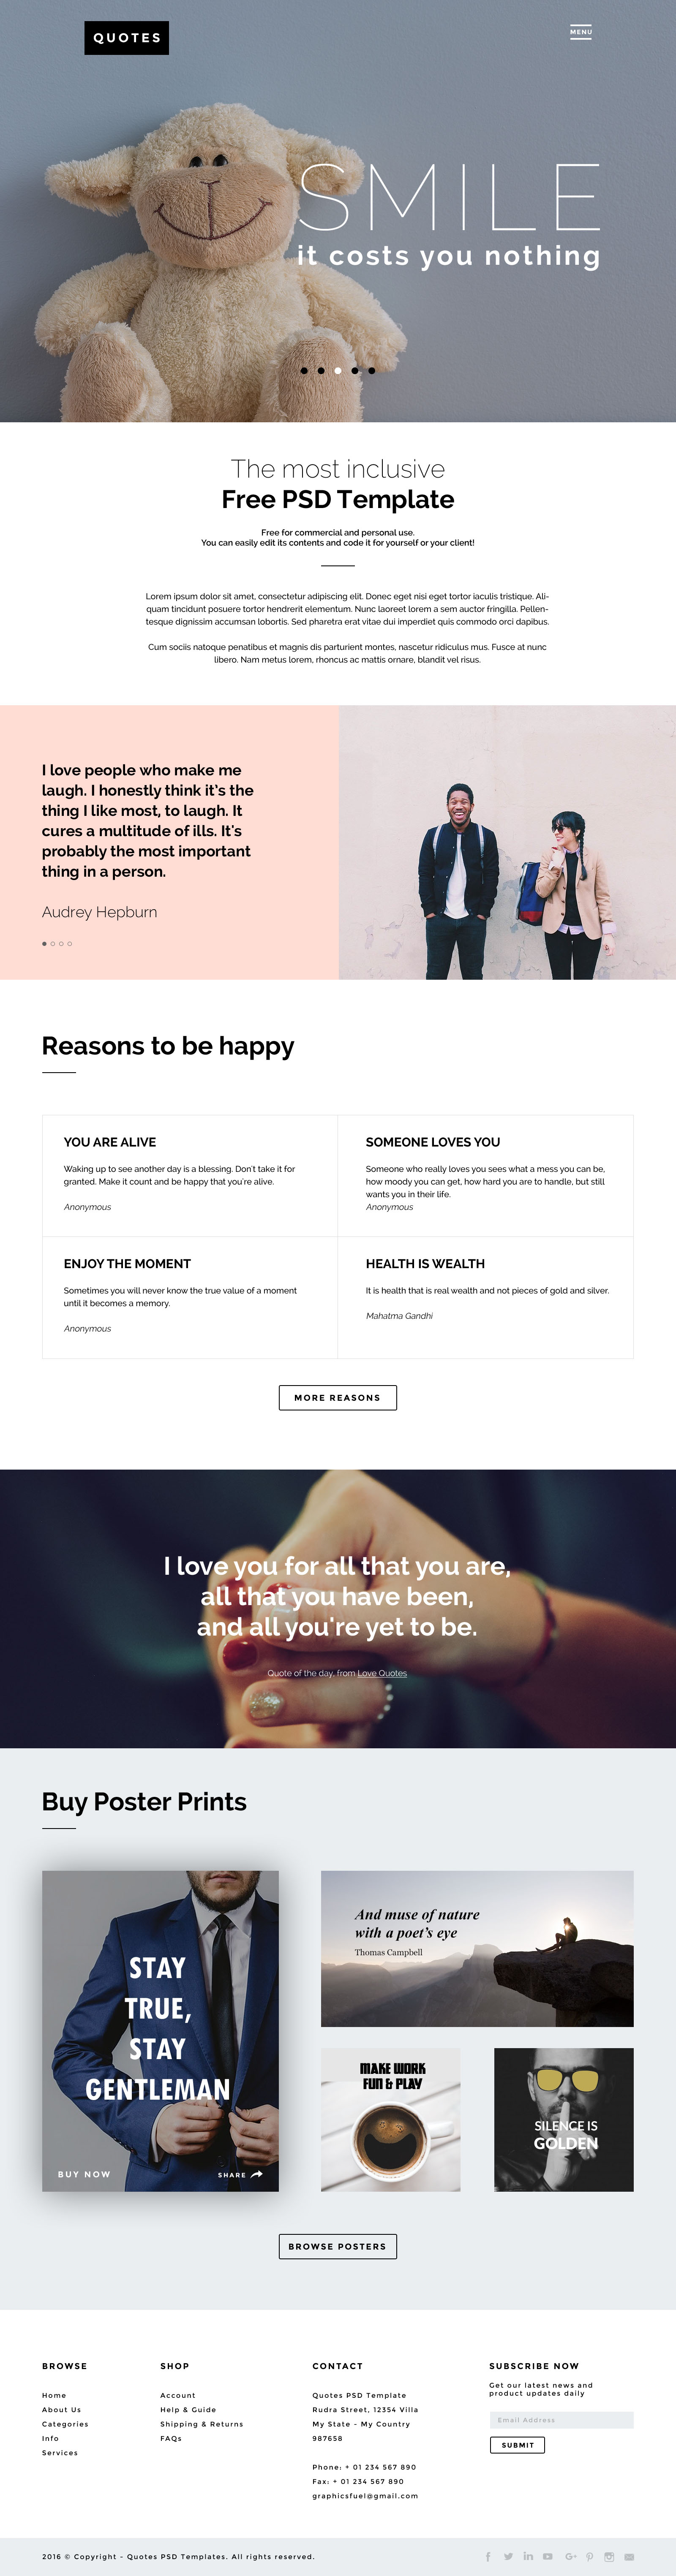 QUOTES
MENU
SMILE
it costs you nothing
The most inclusive
Free PSD Template
Free for commercial and personal use.
You can easily edit its contents and code it for yourself or your client!
Lorem ipsum dolor sit amet, consectetur adipiscing elit. Donec eget nisi eget tortor iaculis tristique. Ali-
quam tincidunt posuere tortor hendrerit elementum. Nunc laoreet lorem a sem auctor fringilla. Pellen-
tesque dignissim accumsan lobortis. Sed pharetra erat vitae dui imperdiet quis commodo orci dapibus.
Cum sociis natoque penatibus et magnis dis parturient montes, nascetur ridiculus mus. Fusce at nunc
libero. Nam metus lorem, rhoncus ac mattis ornare, blandit vel risus.
I love people who make me
laugh. I honestly think it's the
thing I like most, to laugh. It
cures a multitude of ills. It's
probably the most important
thing in a person.
Audrey Hepburn
Reasons to be happy
YOU ARE ALIVE
Waking up to see another day is a blessing. Don't take it for
granted. Make it count and be happy that you're alive.
Anonymous
SOMEONE LOVES YOU
Someone who really loves you sees what a mess you can be,
how moody you can get, how hard you are to handle, but still
wants you in their life.
Anonymous
ENJOY THE MOMENT
Sometimes you will never know the true value of a moment
until it becomes a memory.
Anonymous
HEALTH IS WEALTH
It is health that is real wealth and not pieces of gold and silver.
Mahatma Gandhi
MORE REASONS
I love you for all that you are,
all that you have been,
and all you're yet to be.
Quote of the day, from Love Quotes
Buy Poster Prints
STAY
TRUE,
STAY
GENTLEMAN
BUY NOW
SHARE
And muse of nature
with a poet's eye
Thomas Campbell
MAKE WORK
FUN & PLAY
SILENCE IS
GOLDEN
BROWSE POSTERS
BROWSE
Home
About Us
Categories
Info
Services
SHOP
Account
Help & Guide
Shipping & Returns
FAQs
CONTACT
Quotes PSD Template
Rudra Street, 12354 Villa
My State - My Country
987658
Phone: + 01 234 567 890
Fax: + 01 234 567 890
graphicsfuel@gmail.com
SUBSCRIBE NOW
Get our latest news and
product updates daily
Email Address
SUBMIT
2016 © Copyright - Quotes PSD Templates. All rights reserved.